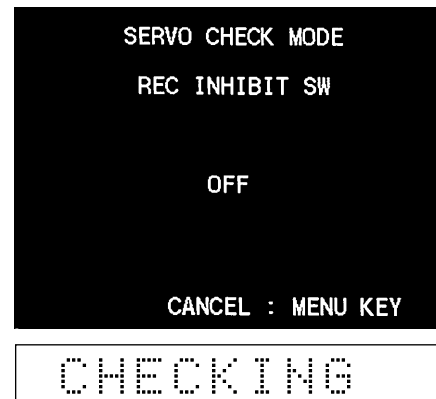 SERVO CHECK MODE
REC INHIBIT SW
OFF
CANCEL : MENU KEY
CHECKING